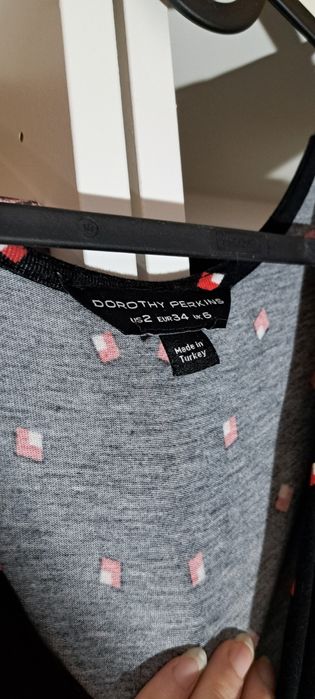 DOROTHY PERKINS
US2 EUR34 UK6
Made in
Turkey